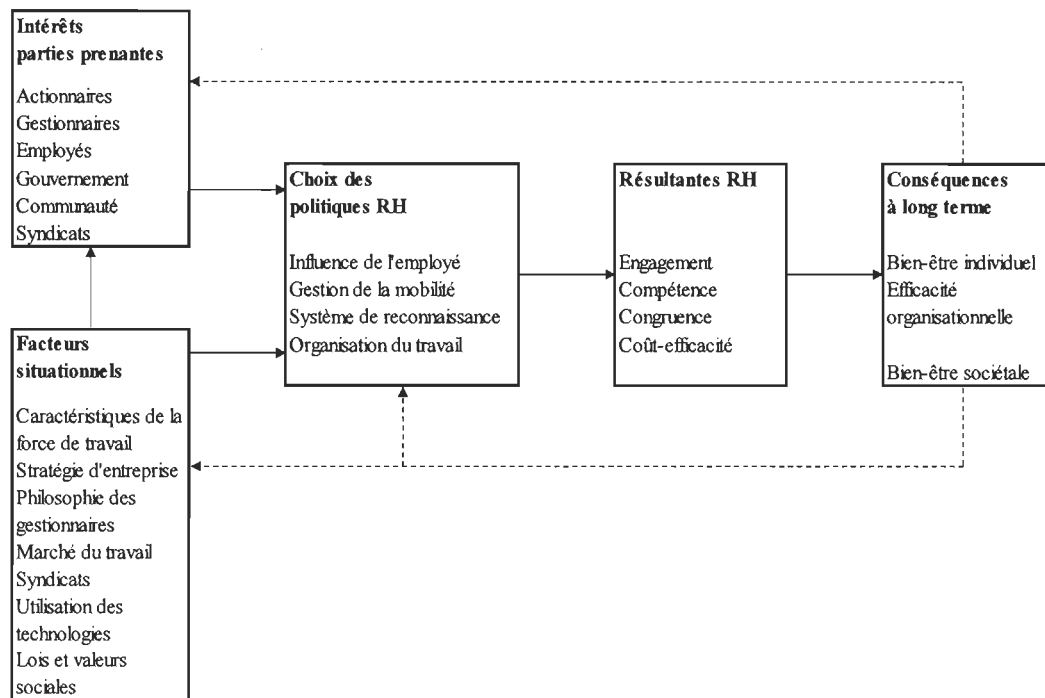 Intérêts
parties prenantes
Actionnaires
Gestionnaires
Employés
Gouvernement
Communauté
Syndicats
Facteurs
situationnels
Caractéristiques de la
force de travail
Stratégie d'entreprise
Philosophie des
gestionnaires
Marché du travail
Syndicats
Utilisation des
technologies
Lois et valeurs
sociales
Choix des
politiques RH
Influence de l'employé
Gestion de la mobilité
Système de reconnaissance
Organisation du travail
Résultantes RH
Engagement
Compétence
Congruence
Coût-efficacité
Conséquences
à long terme
Bien-être individuel
Efficacité
organisationnelle
Bien-être sociétale